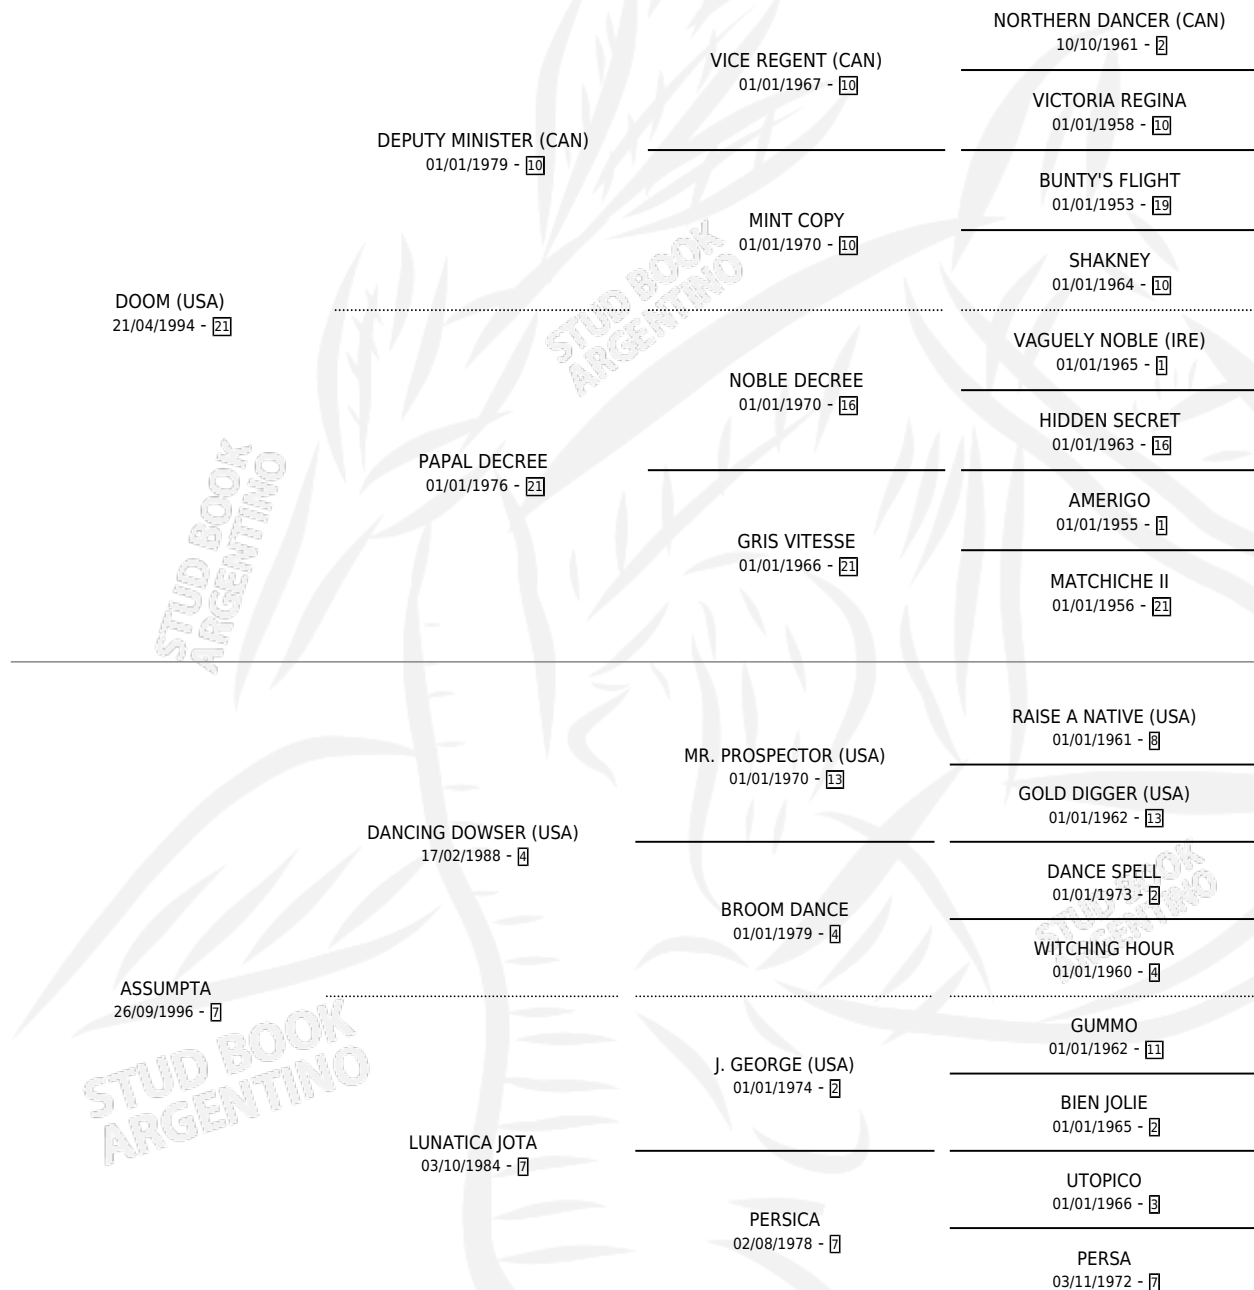 NORTHERN DANCER (CAN)
10/10/1961 - 2
VICE REGENT (CAN)
01/01/1967 - 10
VICTORIA REGINA
01/01/1958 - 10
DEPUTY MINISTER (CAN)
01/01/1979 - 10
BUNTY'S FLIGHT
01/01/1953 - 19
MINT COPY
01/01/1970 - 10
SHAKNEY
01/01/1964 - 10
DOOM (USA)
21/04/1994 - 21
VAGUELY NOBLE (IRE)
01/01/1965 - 1
NOBLE DECREE
01/01/1970 - 16
HIDDEN SECRET
01/01/1963 - 16
PAPAL DECREE
01/01/1976 - 21
AMERIGO
01/01/1955 - 1
GRIS VITESSE
01/01/1966 - 21
MATCHICHE II
01/01/1956 - 21
RAISE A NATIVE (USA)
01/01/1961 - 8
MR. PROSPECTOR (USA)
01/01/1970 - 13
GOLD DIGGER (USA)
01/01/1962 - 13
DANCING DOWSER (USA)
17/02/1988 - 4
DANCE SPELL
01/01/1973 - 2
BROOM DANCE
01/01/1979 - 4
WITCHING HOUR
01/01/1960 - 4
ASSUMPTA
26/09/1996 - 7
GUMMO
01/01/1962 - 11
J. GEORGE (USA)
01/01/1974 - 2
BIEN JOLIE
01/01/1965 - 2
LUNATICA JOTA
03/10/1984 - 7
UTOPICO
01/01/1966 - 3
PERSICA
02/08/1978 - 7
PERSA
03/11/1972 - 7
STUD BOOK
ARGENTINO
STUD BOOK
ARGENTINO
STUD BOOK
ARGENTINO
STUD BOOK
ARGENTINO